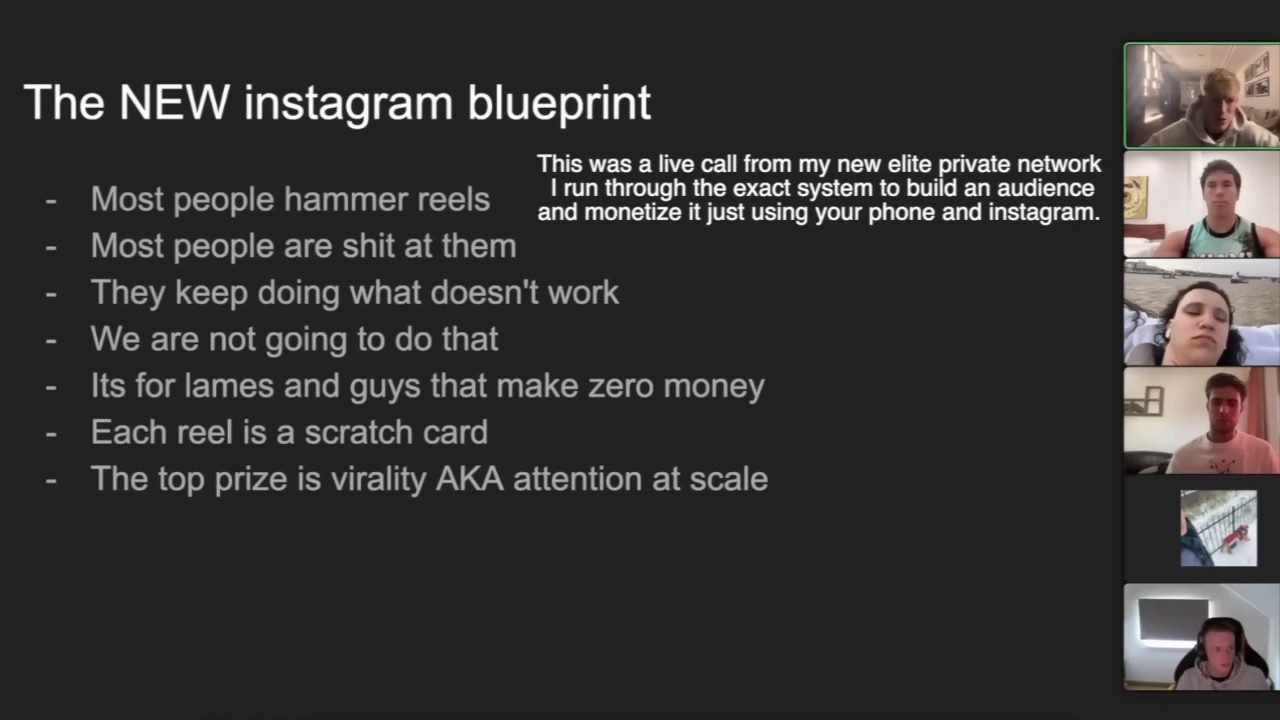 The NEW instagram blueprint
This was a live call from my new elite private network
I run through the exact system to build an audience
and monetize it just using your phone and instagram.
- Most people hammer reels
- Most people are shit at them
- They keep doing what doesn't work
- We are not going to do that
- Its for lames and guys that make zero money
- Each reel is a scratch card
- The top prize is virality AKA attention at scale